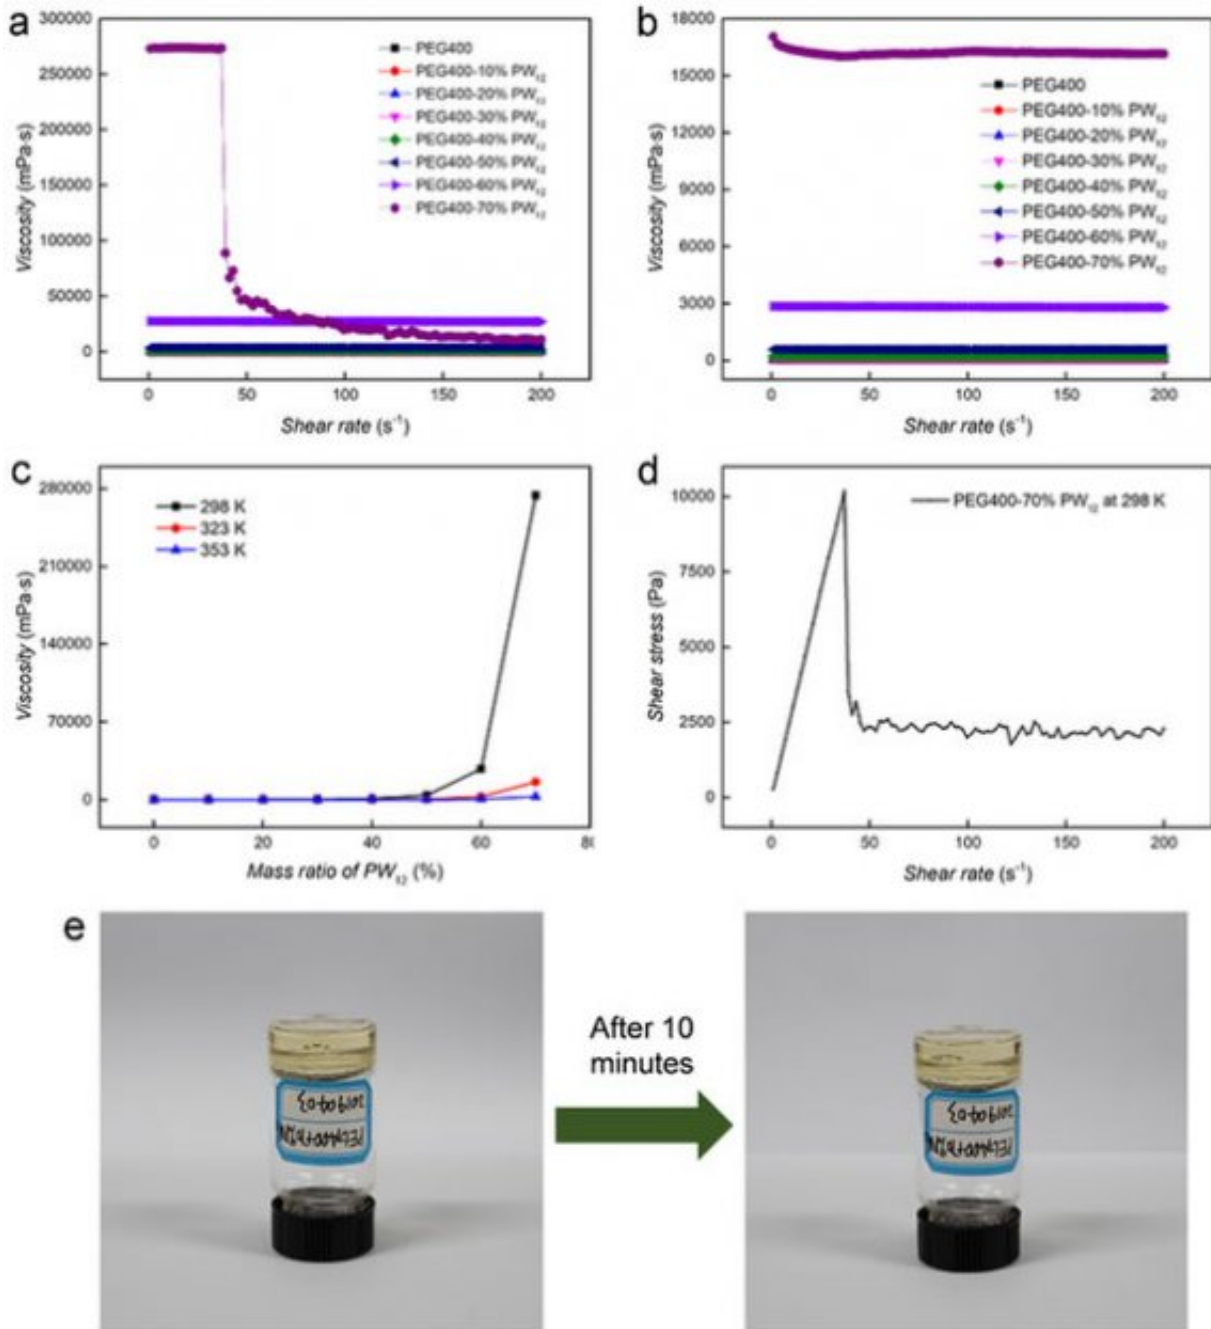 a
300000
250000
200000
150000
100000
50000
0
Viscosity (mPa·s)
PEG400
PEG400-10% PW₁₂
PEG400-20% PW₁₂
PEG400-30% PW₁₂
PEG400-40% PW₁₂
PEG400-50% PW₁₂
PEG400-60% PW₁₂
PEG400-70% PW₁₂
0 50 100 150 200
Shear rate (s⁻¹)
b
18000
15000
12000
9000
6000
3000
0
Viscosity (mPa·s)
PEG400
PEG400-10% PW₁₂
PEG400-20% PW₁₂
PEG400-30% PW₁₂
PEG400-40% PW₁₂
PEG400-50% PW₁₂
PEG400-60% PW₁₂
PEG400-70% PW₁₂
0 50 100 150 200
Shear rate (s⁻¹)
c
280000
210000
140000
70000
0
Viscosity (mPa·s)
298 K
323 K
353 K
0 20 40 60 8
Mass ratio of PW₁₂ (%)
d
10000
7500
5000
2500
0
Shear stress (Pa)
PEG400-70% PW₁₂ at 298 K
0 50 100 150 200
Shear rate (s⁻¹)
e
After 10
minutes